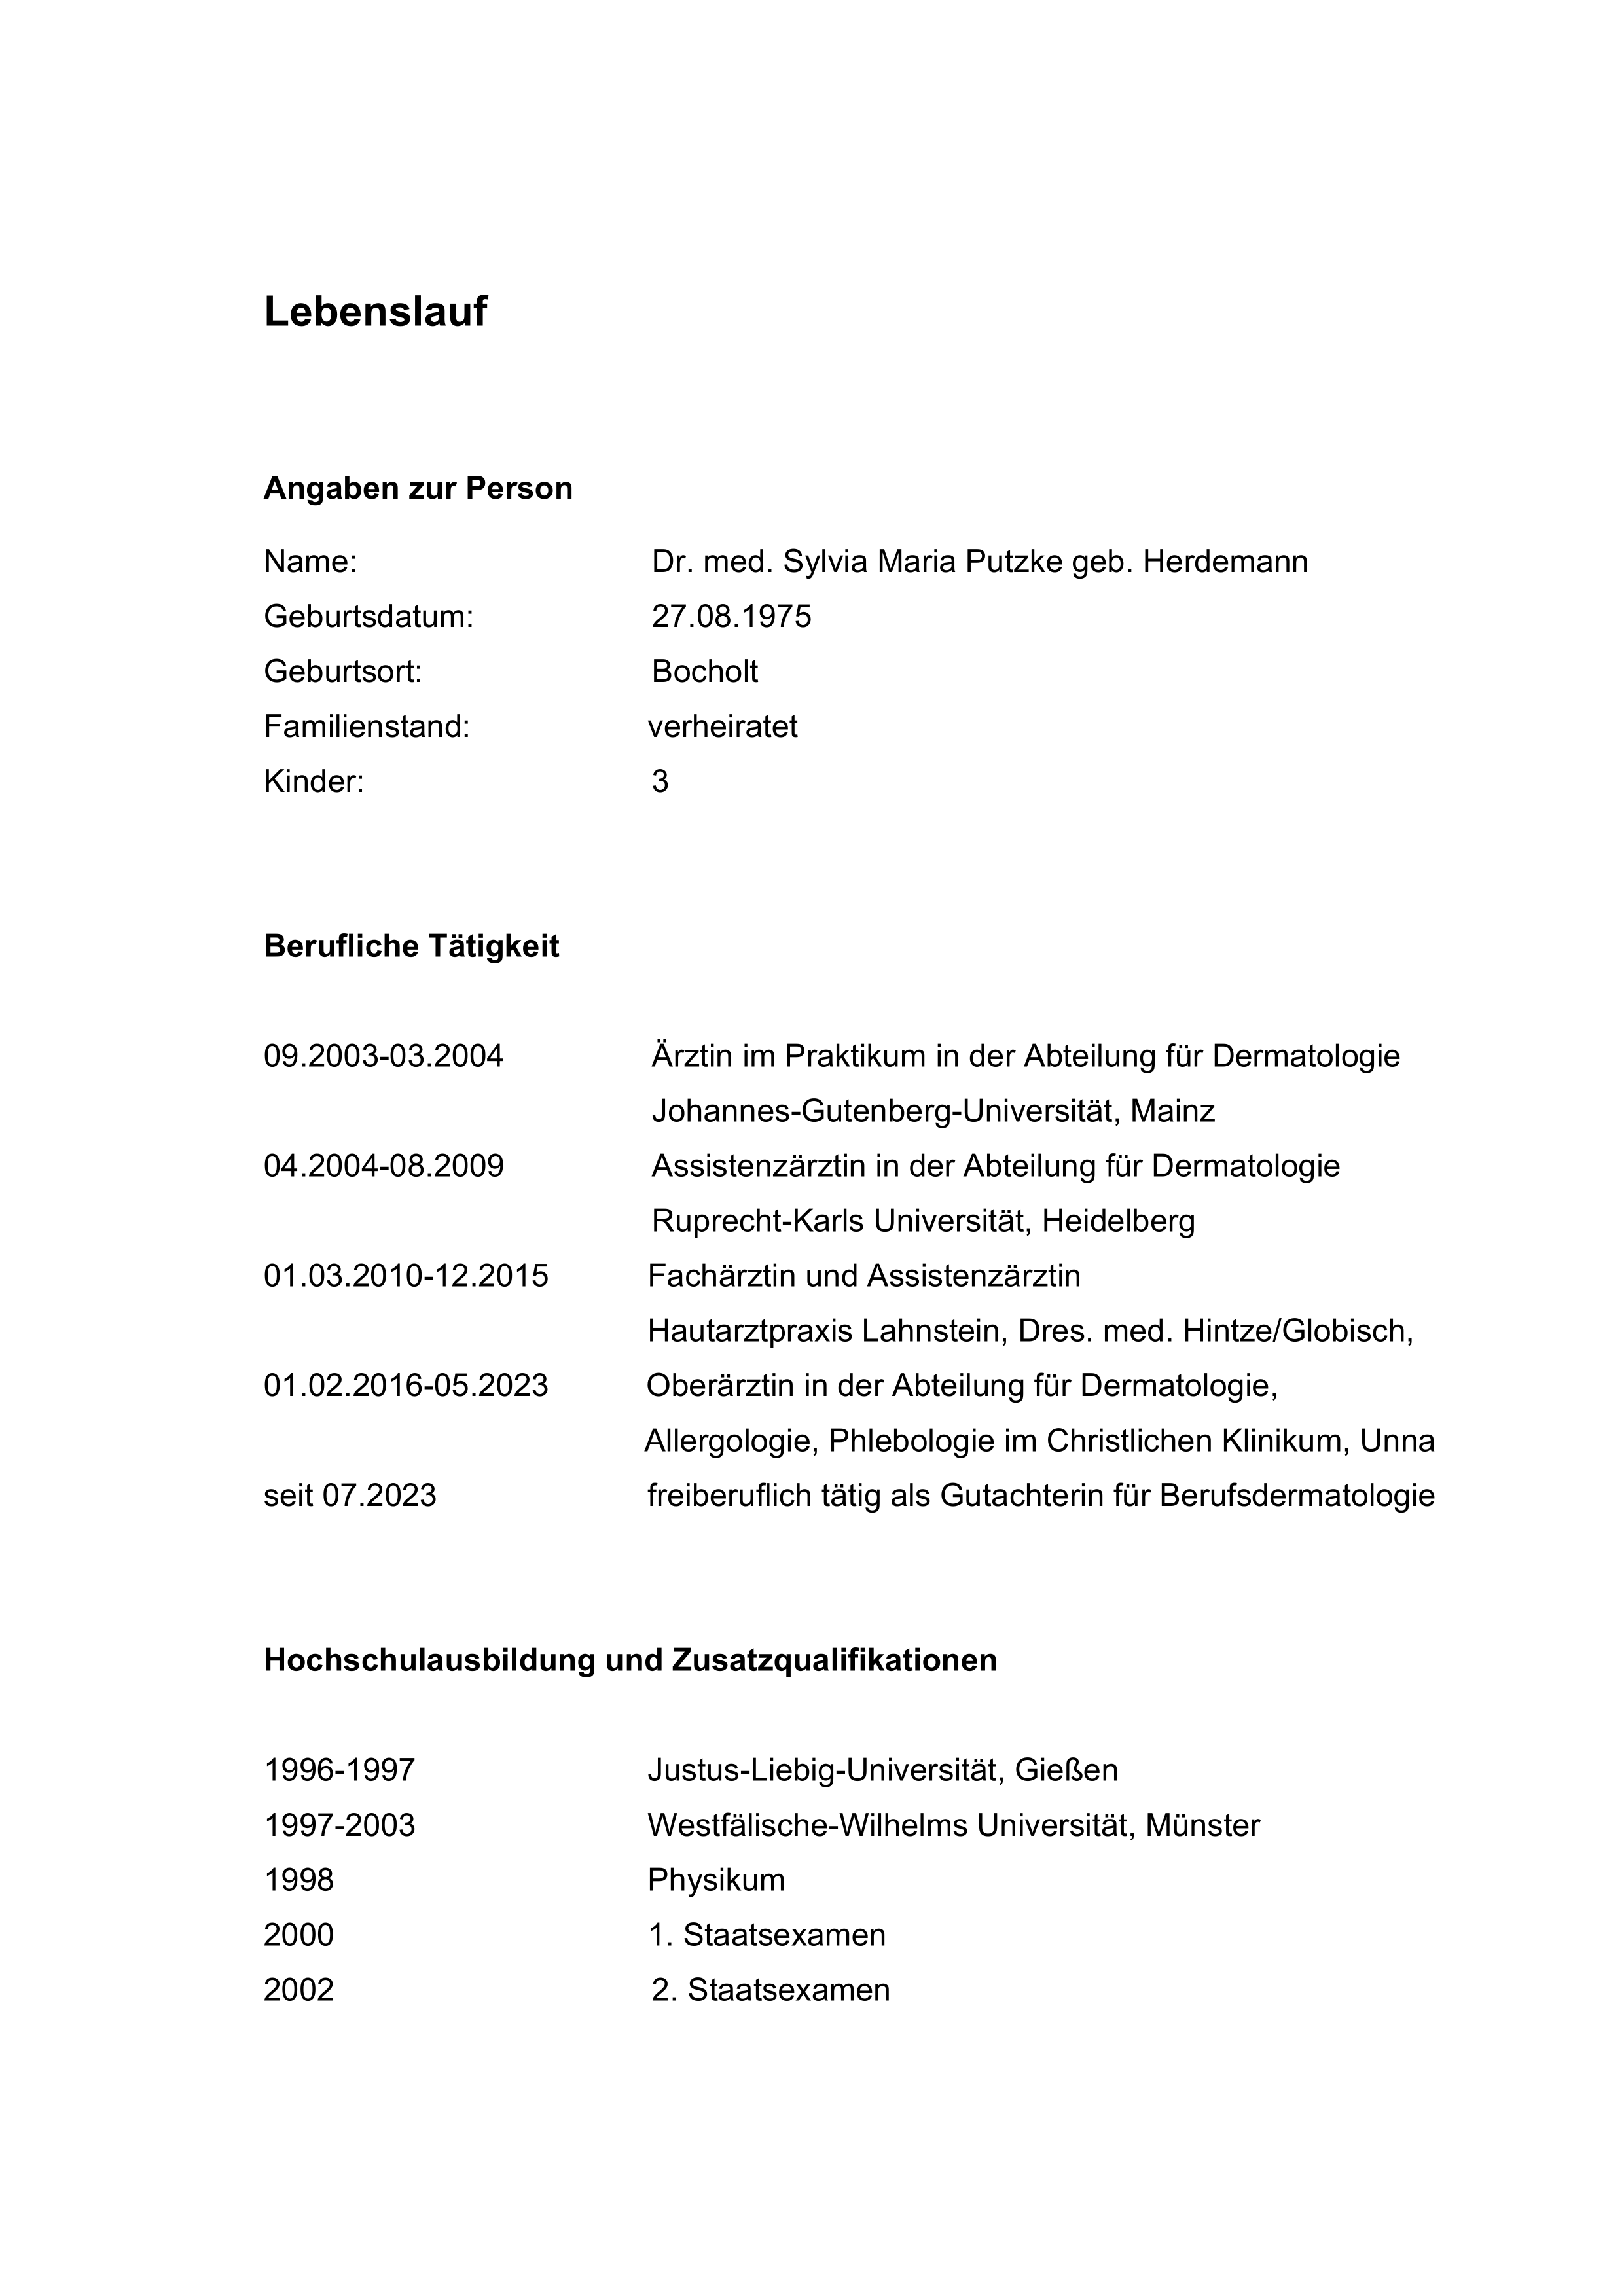 Lebenslauf
Angaben zur Person
Name: Dr. med. Sylvia Maria Putzke geb. Herdemann
Geburtsdatum: 27.08.1975
Geburtsort: Bocholt
Familienstand: verheiratet
Kinder: 3
Berufliche Tätigkeit
09.2003-03.2004 Ärztin im Praktikum in der Abteilung für Dermatologie
Johannes-Gutenberg-Universität, Mainz
04.2004-08.2009 Assistenzärztin in der Abteilung für Dermatologie
Ruprecht-Karls Universität, Heidelberg
01.03.2010-12.2015 Fachärztin und Assistenzärztin
Hautarztpraxis Lahnstein, Dres. med. Hintze/Globisch,
01.02.2016-05.2023 Oberärztin in der Abteilung für Dermatologie,
Allergologie, Phlebologie im Christlichen Klinikum, Unna
seit 07.2023 freiberuflich tätig als Gutachterin für Berufsdermatologie
Hochschulausbildung und Zusatzqualifikationen
1996-1997 Justus-Liebig-Universität, Gießen
1997-2003 Westfälische-Wilhelms Universität, Münster
1998 Physikum
2000 1. Staatsexamen
2002 2. Staatsexamen